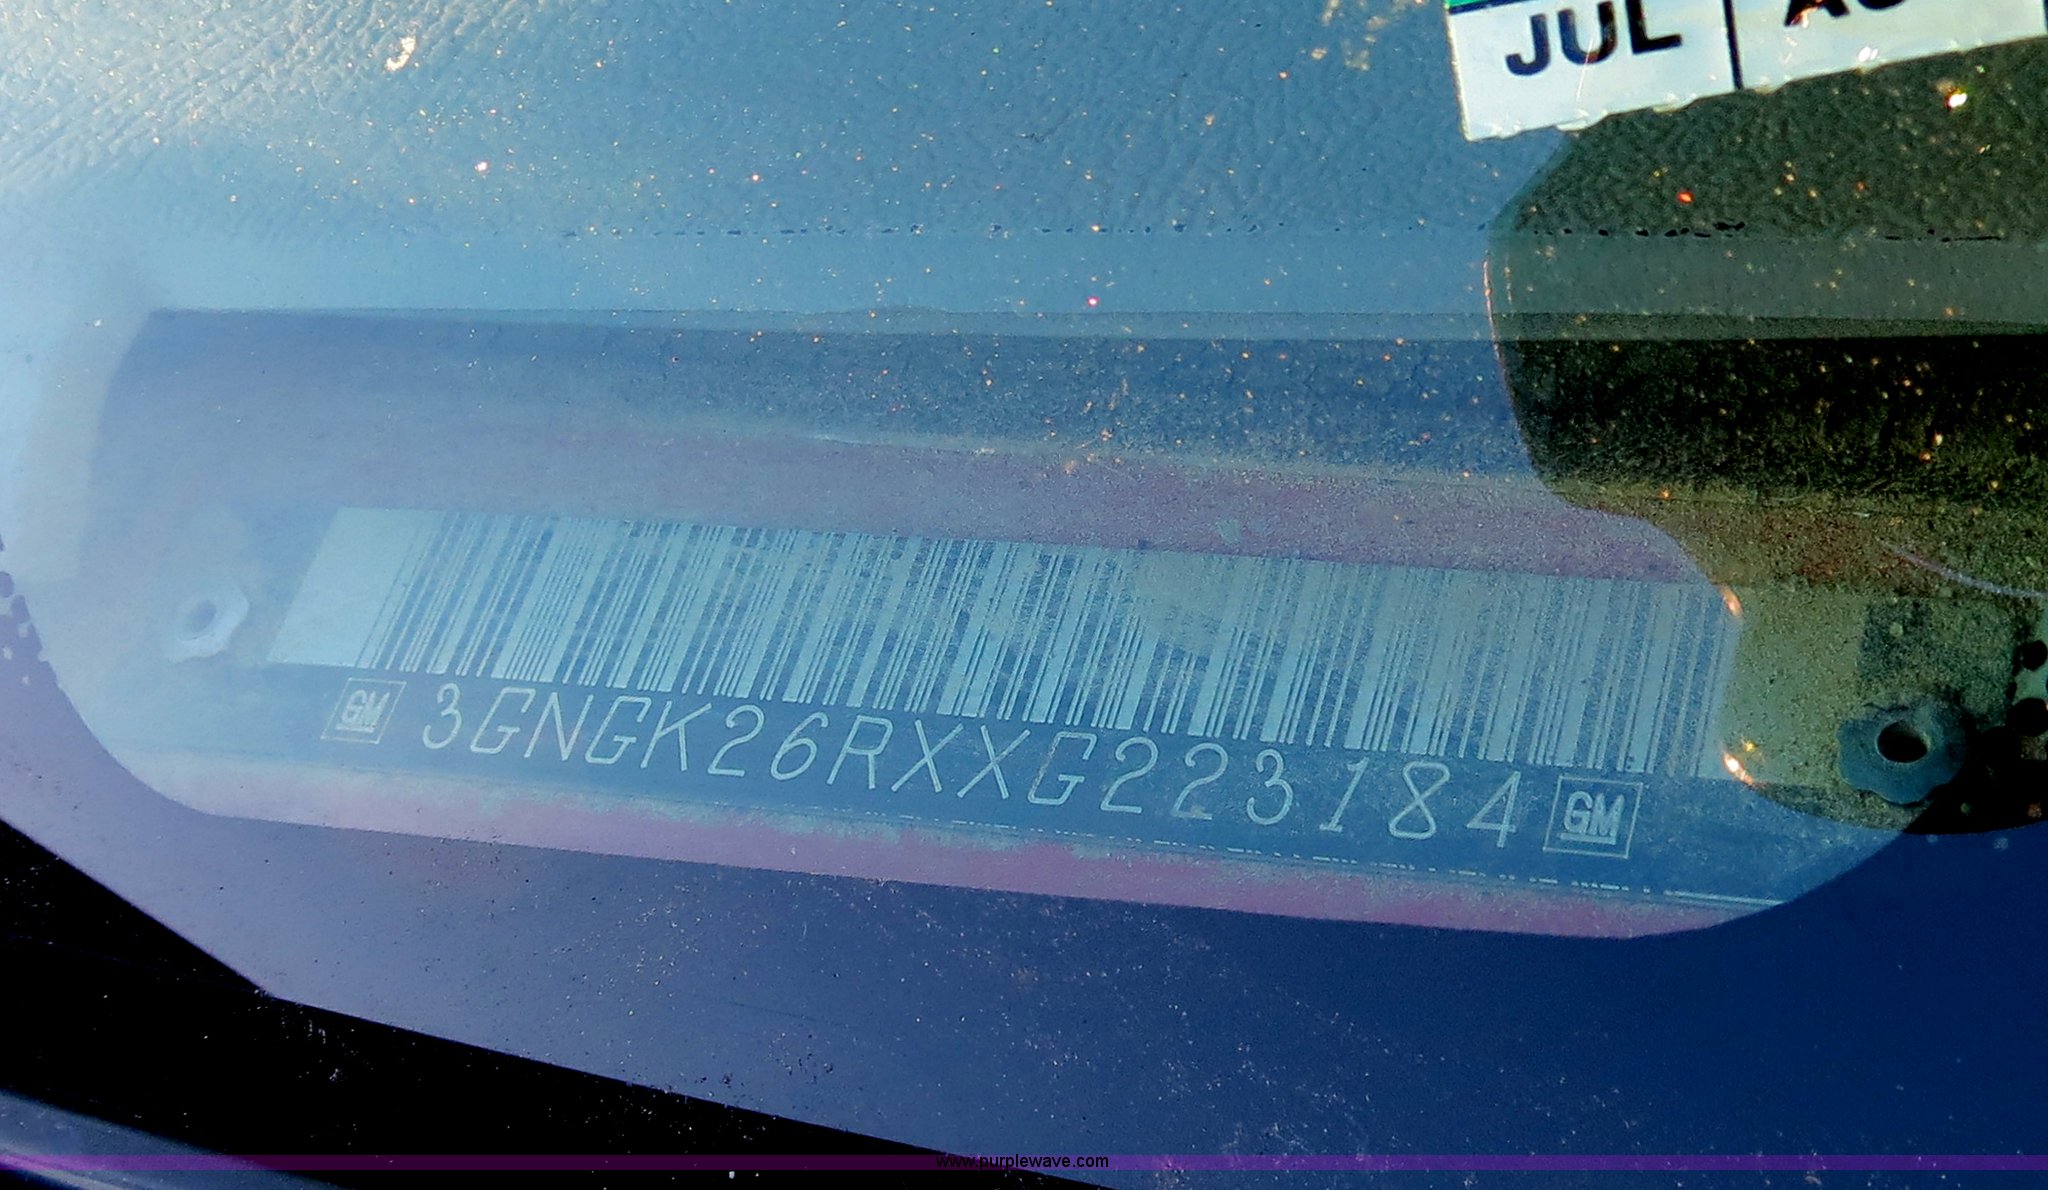 JUL
GM 3GNGK26RXXG223184 GM
www.purplewave.com